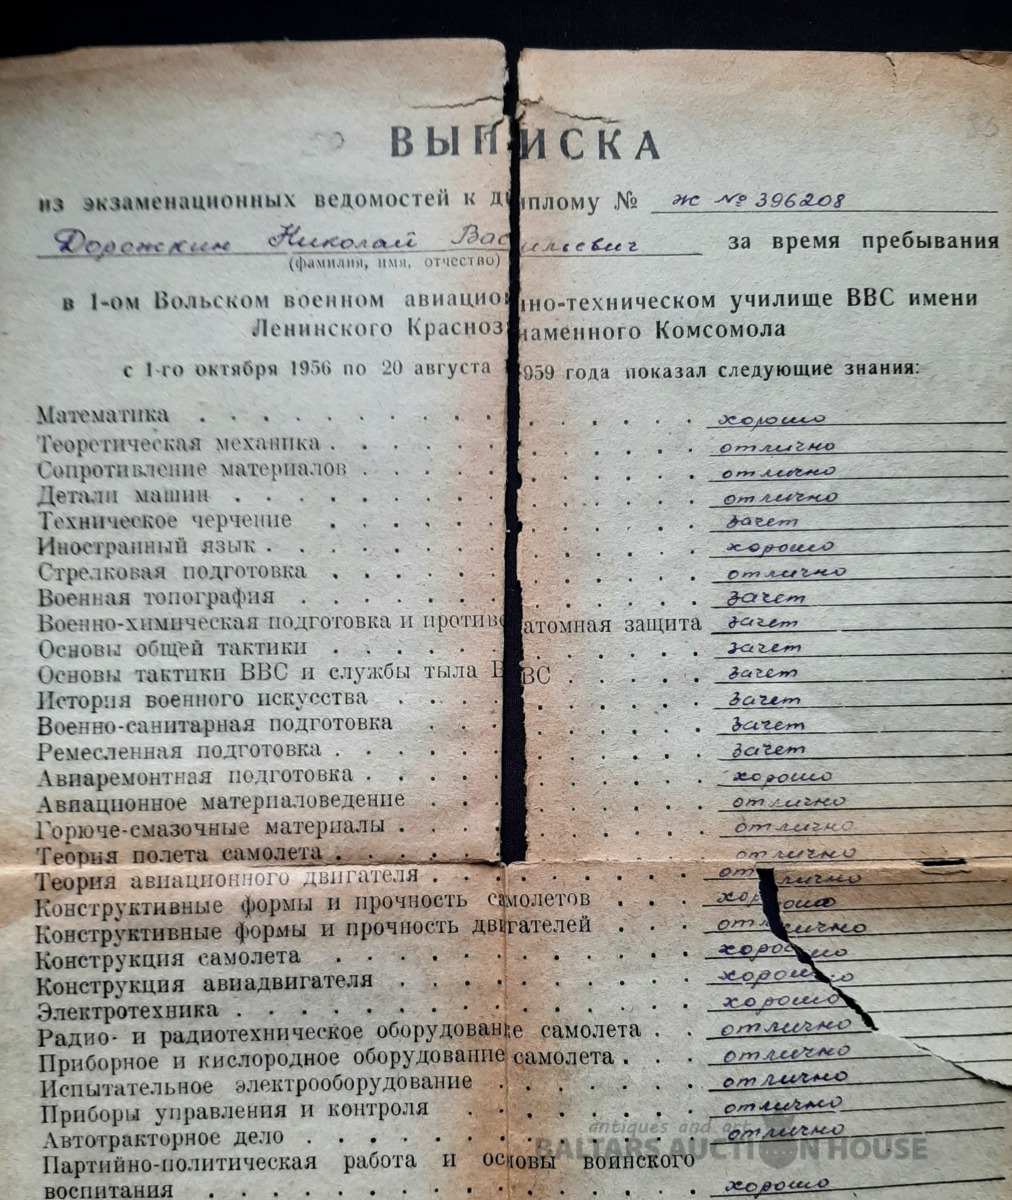 ВЫПИСКА
из экзаменационных ведомостей к диплому № Ж № 396208
Дорожкин Николай Васильевич за время пребывания
(фамилия, имя, отчество)
в 1-ом Вольском военном авиационно-техническом училище ВВС имени
Ленинского Краснознаменного Комсомола
с 1-го октября 1956 по 20 августа 1959 года показал следующие знания:
Математика . . . . . . . . . . хорошо
Теоретическая механика . . . . . . . . . . отлично
Сопротивление материалов . . . . . . . . . . отлично
Детали машин . . . . . . . . . . отлично
Техническое черчение . . . . . . . . . . зачет
Иностранный язык . . . . . . . . . . хорошо
Стрелковая подготовка . . . . . . . . . . отлично
Военная топография . . . . . . . . . . зачет
Военно-химическая подготовка и противоатомная защита зачет
Основы общей тактики . . . . . . . . . . зачет
Основы тактики ВВС и службы тыла ВВС . . . . . зачет
История военного искусства . . . . . . . . . . зачет
Военно-санитарная подготовка . . . . . . . . . . зачет
Ремесленная подготовка . . . . . . . . . . зачет
Авиаремонтная подготовка . . . . . . . . . . хорошо
Авиационное материаловедение . . . . . . . . . . отлично
Горюче-смазочные материалы . . . . . . . . . . отлично
Теория полета самолета . . . . . . . . . . отлично
Теория авиационного двигателя . . . . . . . . . . отлично
Конструктивные формы и прочность самолетов . . . . хорошо
Конструктивные формы и прочность двигателей . . . . отлично
Конструкция самолета . . . . . . . . . . хорошо
Конструкция авиадвигателя . . . . . . . . . . хорошо
Электротехника . . . . . . . . . . хорошо
Радио- и радиотехническое оборудование самолета . . отлично
Приборное и кислородное оборудование самолета . . . отлично
Испытательное электрооборудование . . . . . . отлично
Приборы управления и контроля . . . . . . . отлично
Автотракторное дело . . . . . . . . . . отлично
Партийно-политическая работа и основы воинского
воспитания . . . . . . . . . . хорошо
antiques and art
BALTARS AUCTION HOUSE